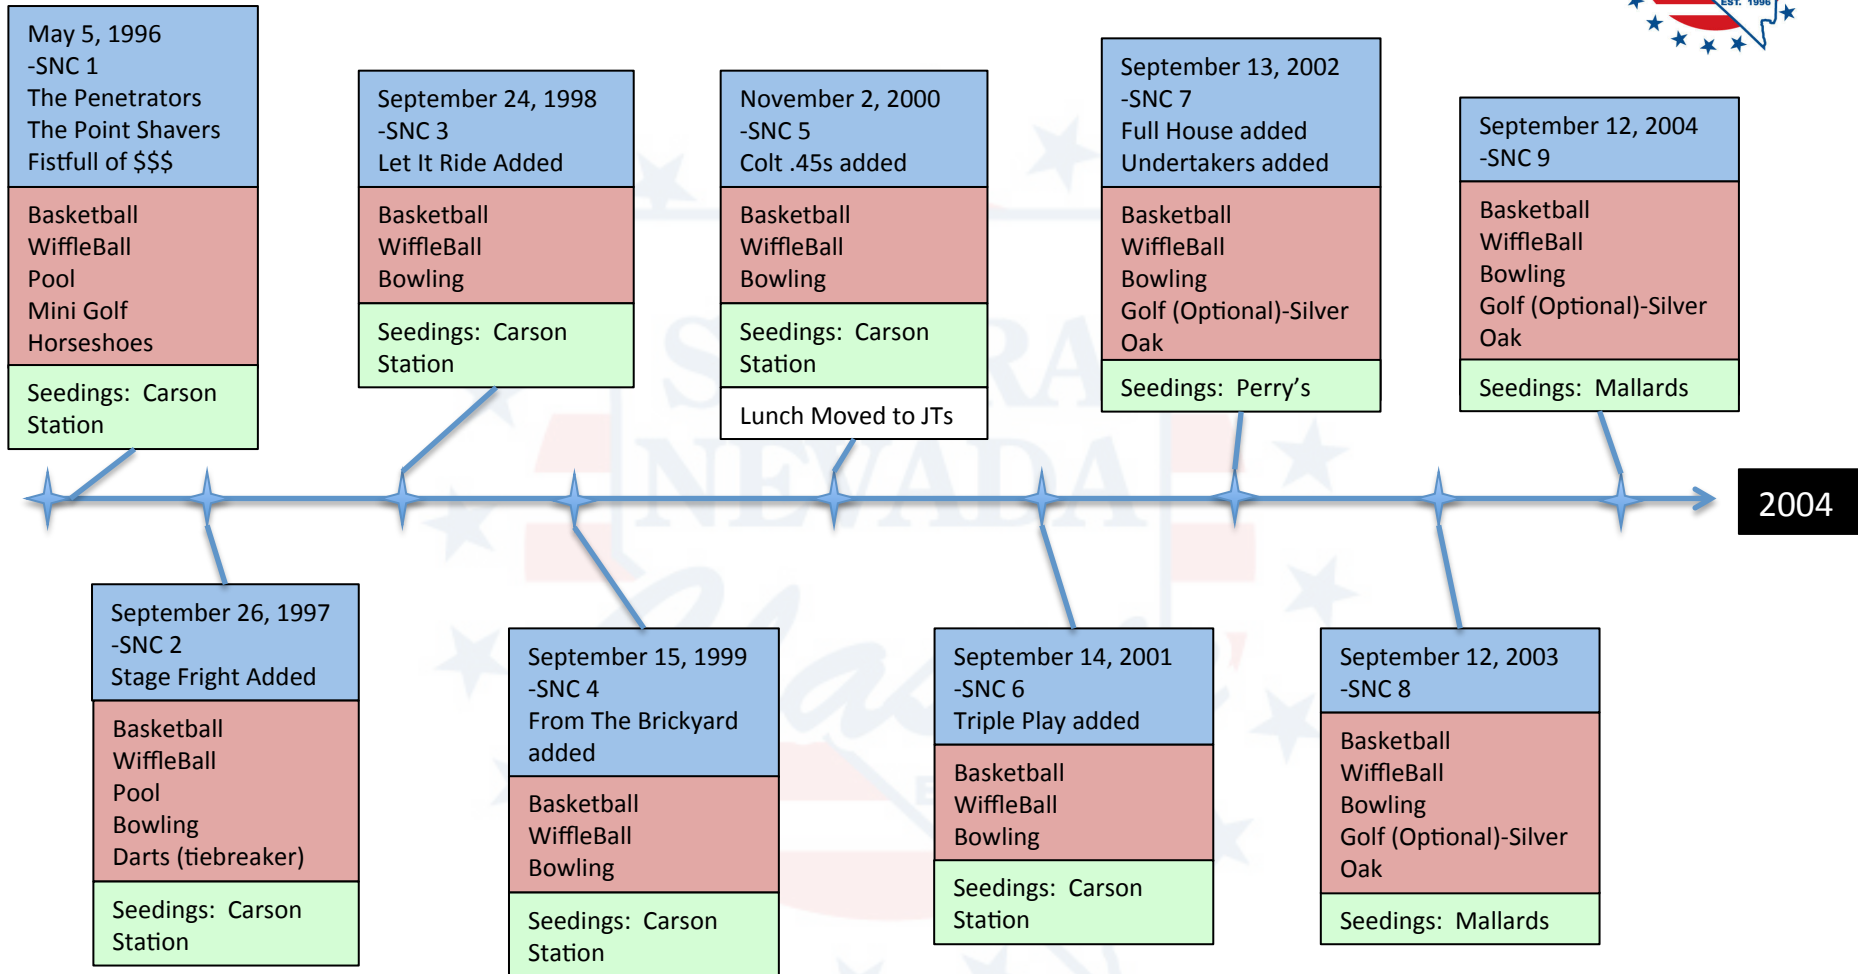 EST. 1996
May 5, 1996
-SNC 1
The Penetrators
The Point Shavers
Fistfull of $$$
Basketball
WiffleBall
Pool
Mini Golf
Horseshoes
Seedings: Carson
Station
September 24, 1998
-SNC 3
Let It Ride Added
Basketball
WiffleBall
Bowling
Seedings: Carson
Station
November 2, 2000
-SNC 5
Colt .45s added
Basketball
WiffleBall
Bowling
Seedings: Carson
Station
Lunch Moved to JTs
September 13, 2002
-SNC 7
Full House added
Undertakers added
Basketball
WiffleBall
Bowling
Golf (Optional)-Silver
Oak
Seedings: Perry’s
September 12, 2004
-SNC 9
Basketball
WiffleBall
Bowling
Golf (Optional)-Silver
Oak
Seedings: Mallards
NEVADA
2004
September 26, 1997
-SNC 2
Stage Fright Added
Basketball
WiffleBall
Pool
Bowling
Darts (tiebreaker)
Seedings: Carson
Station
September 15, 1999
-SNC 4
From The Brickyard
added
Basketball
WiffleBall
Bowling
Seedings: Carson
Station
September 14, 2001
-SNC 6
Triple Play added
Basketball
WiffleBall
Bowling
Seedings: Carson
Station
September 12, 2003
-SNC 8
Basketball
WiffleBall
Bowling
Golf (Optional)-Silver
Oak
Seedings: Mallards